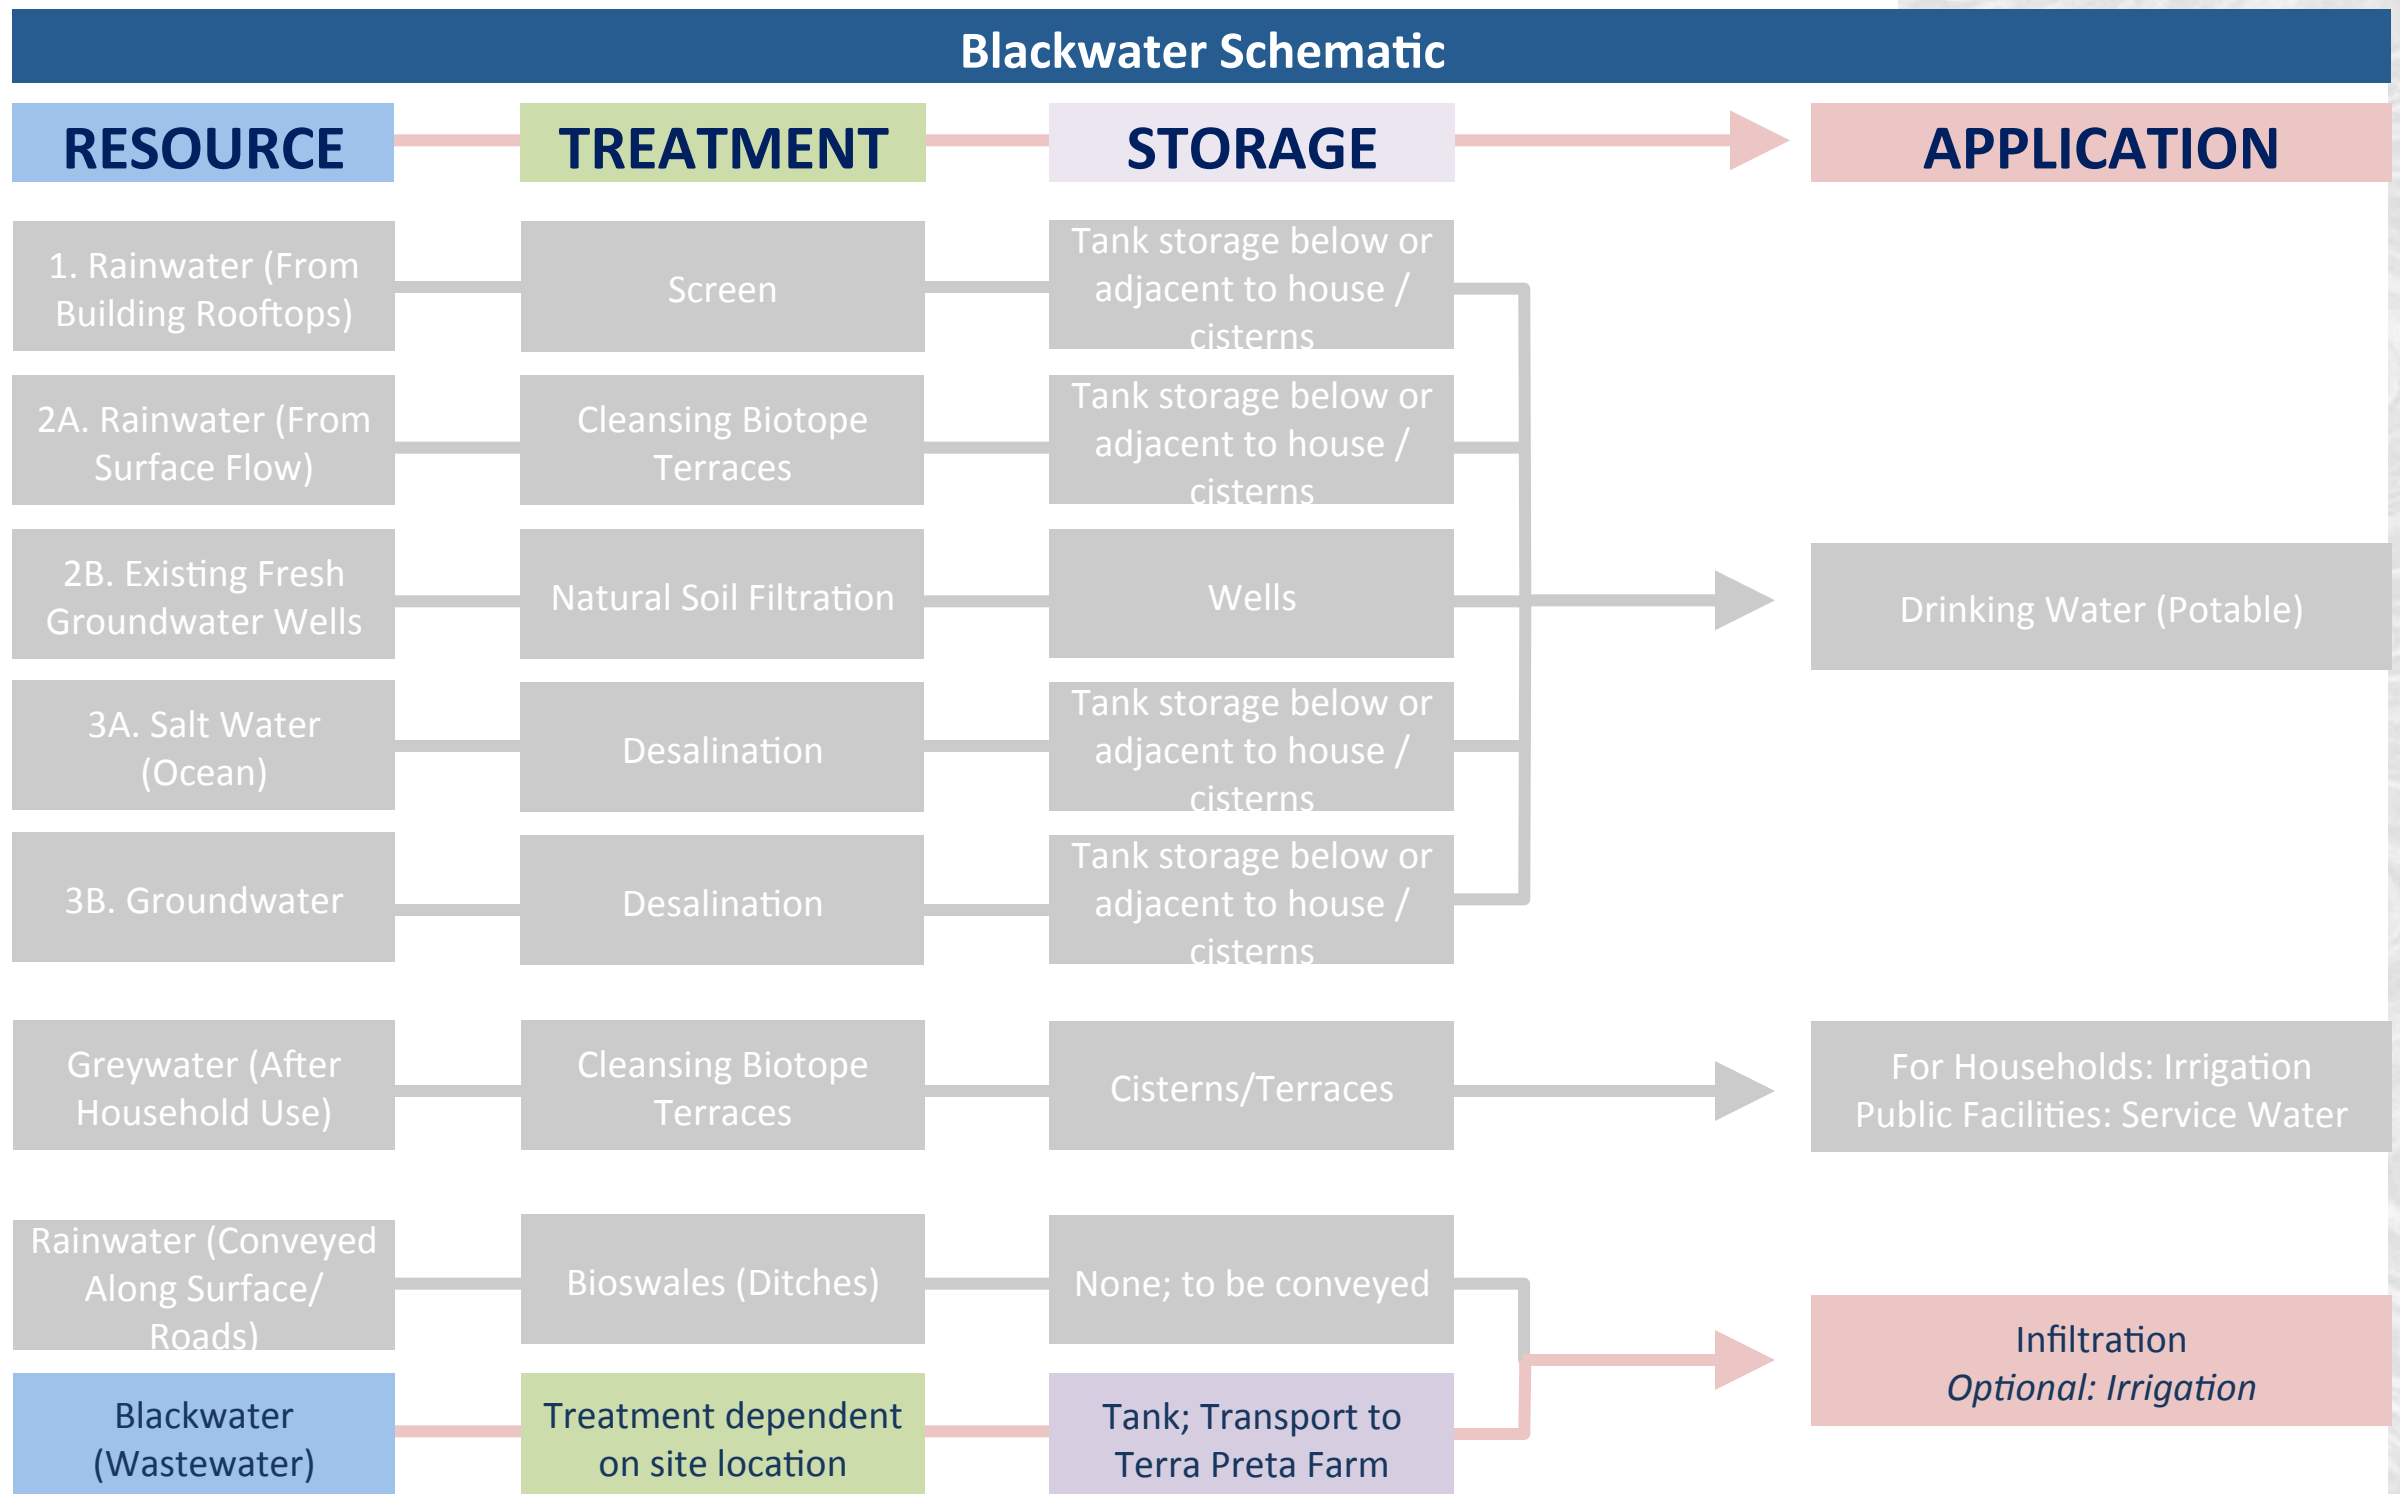 Blackwater Schematic
RESOURCE
TREATMENT
STORAGE
APPLICATION
1. Rainwater (From
Building Rooftops)
Screen
Tank storage below or
adjacent to house /
cisterns
2A. Rainwater (From
Surface Flow)
Cleansing Biotope
Terraces
Tank storage below or
adjacent to house /
cisterns
2B. Existing Fresh
Groundwater Wells
Natural Soil Filtration
Wells
Drinking Water (Potable)
3A. Salt Water
(Ocean)
Desalination
Tank storage below or
adjacent to house /
cisterns
3B. Groundwater
Desalination
Tank storage below or
adjacent to house /
cisterns
Greywater (After
Household Use)
Cleansing Biotope
Terraces
Cisterns/Terraces
For Households: Irrigation
Public Facilities: Service Water
Rainwater (Conveyed
Along Surface/
Roads)
Bioswales (Ditches)
None; to be conveyed
Infiltration
Optional: Irrigation
Blackwater
(Wastewater)
Treatment dependent
on site location
Tank; Transport to
Terra Preta Farm